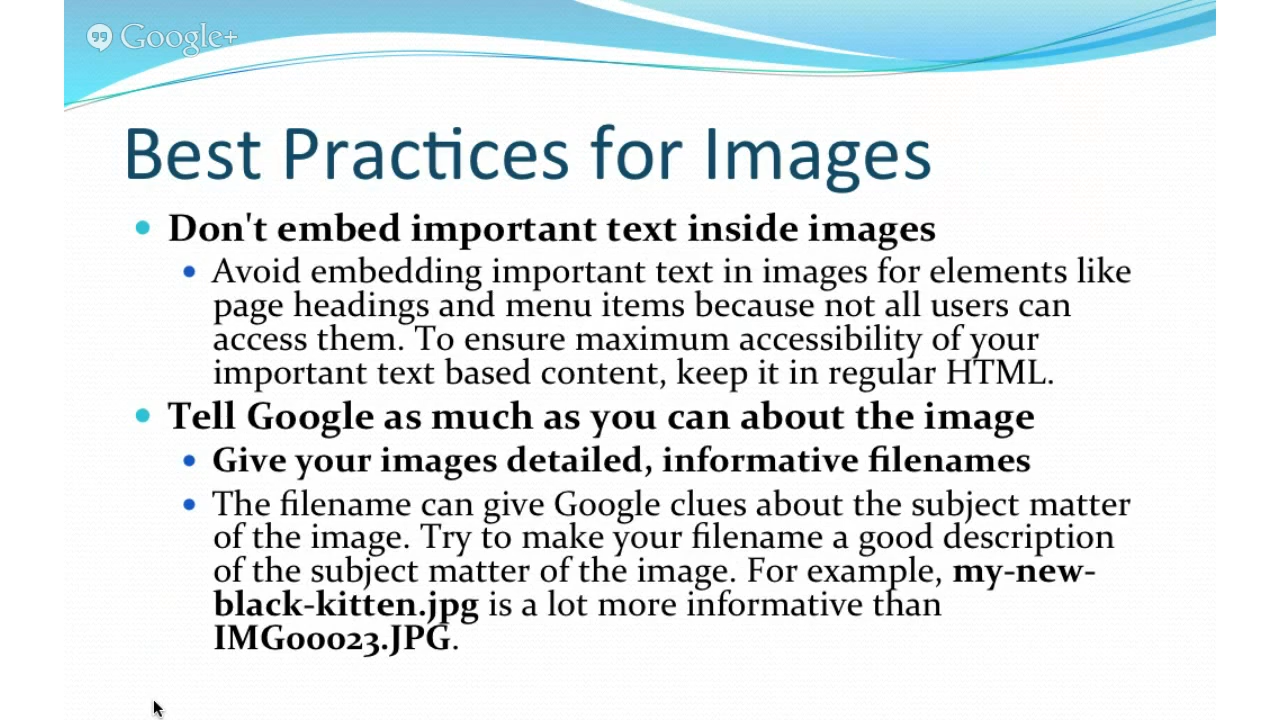 Google+
Best Practices for Images
Don't embed important text inside images
Avoid embedding important text in images for elements like
page headings and menu items because not all users can
access them. To ensure maximum accessibility of your
important text based content, keep it in regular HTML.
Tell Google as much as you can about the image
Give your images detailed, informative filenames
The filename can give Google clues about the subject matter
of the image. Try to make your filename a good description
of the subject matter of the image. For example, my-new-
black-kitten.jpg is a lot more informative than
IMG00023.JPG.